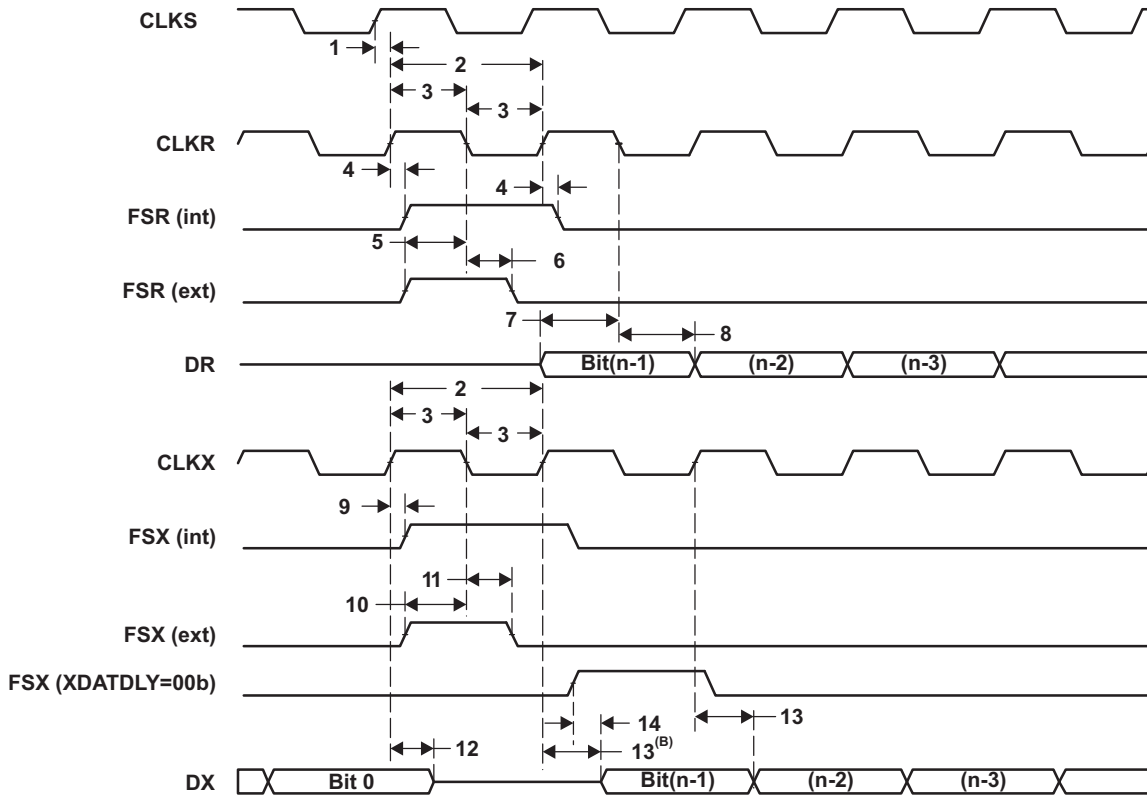 CLKS
1
2
3
3
CLKR
4
4
FSR (int)
5
6
FSR (ext)
7
8
DR Bit(n-1) (n-2) (n-3)
2
3
3
CLKX
9
FSX (int)
11
10
FSX (ext)
FSX (XDATDLY=00b)
14
13
12
13(B)
DX Bit 0 Bit(n-1) (n-2) (n-3)